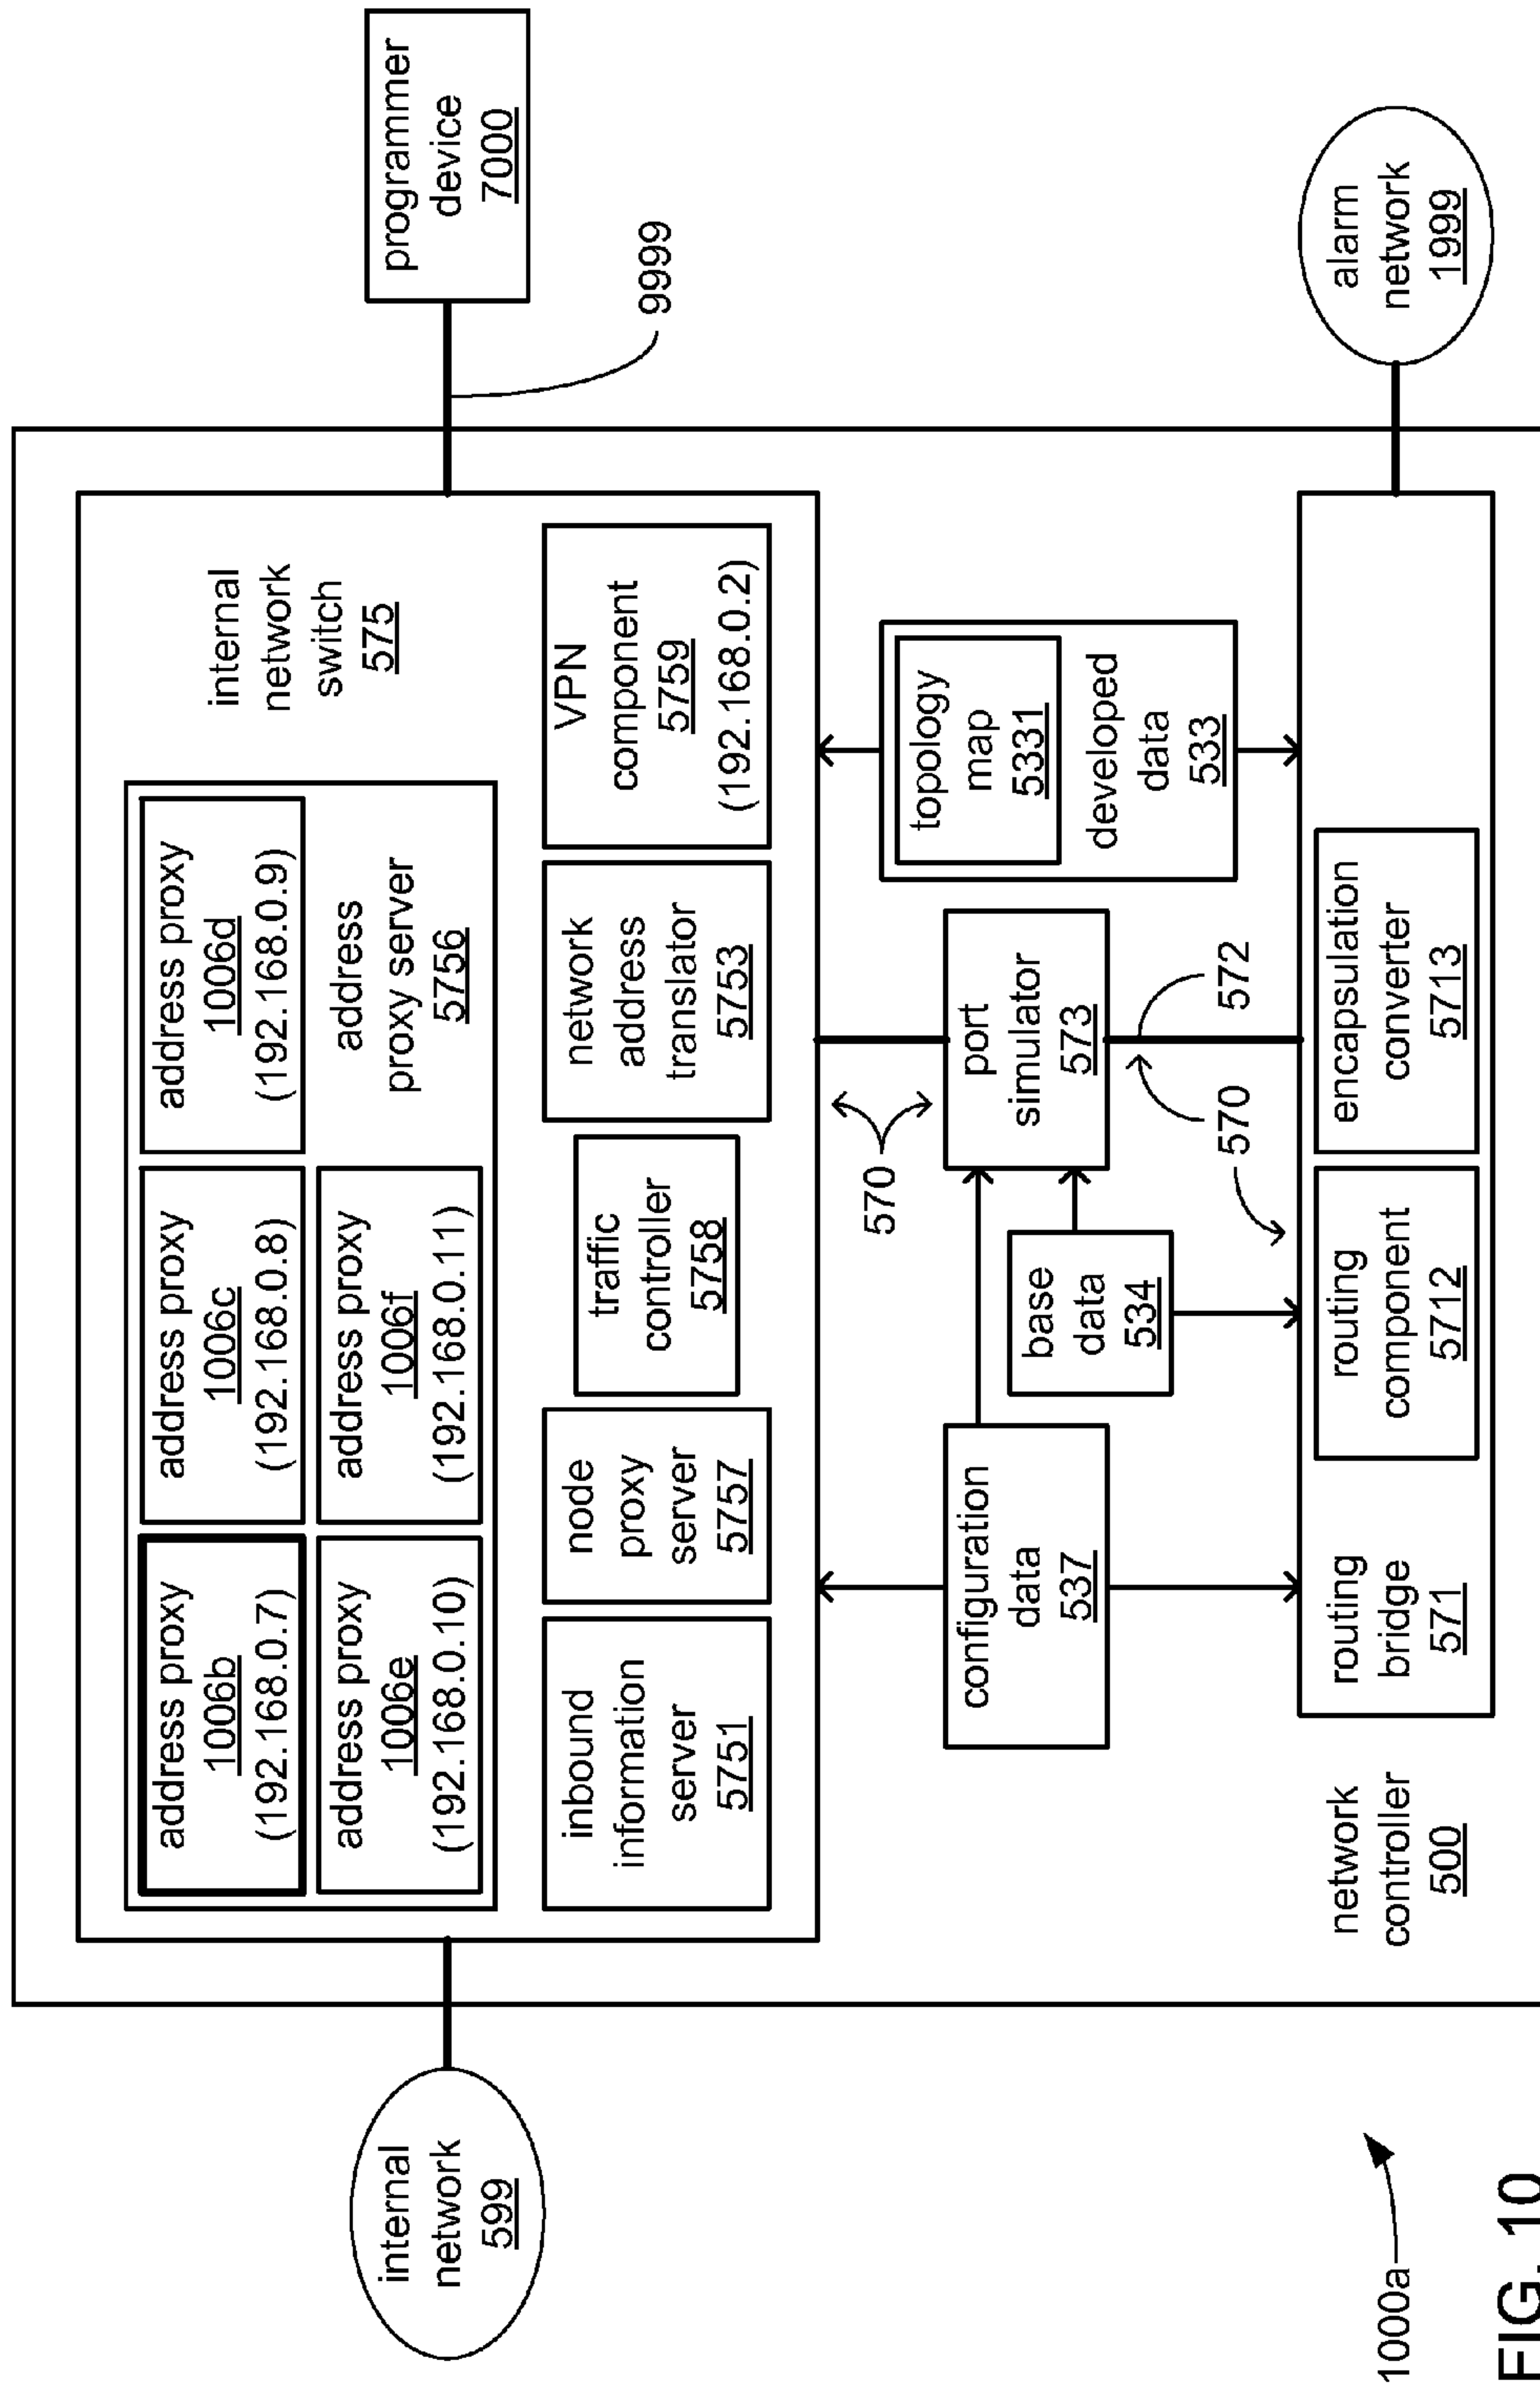 internal
network
599
address proxy
1006b
(192.168.0.7)
address proxy
1006c
(192.168.0.8)
address proxy
1006d
(192.168.0.9)
address proxy
1006e
(192.168.0.10)
address proxy
1006f
(192.168.0.11)
address
proxy server
5756
internal
network
switch
575
inbound
information
server
5751
node
proxy
server
5757
traffic
controller
5758
network
address
translator
5753
VPN
component
5759
(192.168.0.2)
programmer
device
7000
9999
570
configuration
data
537
base
data
534
port
simulator
573
topology
map
5331
developed
data
533
570
572
network
controller
500
routing
bridge
571
routing
component
5712
encapsulation
converter
5713
alarm
network
1999
1000a
FIG. 10